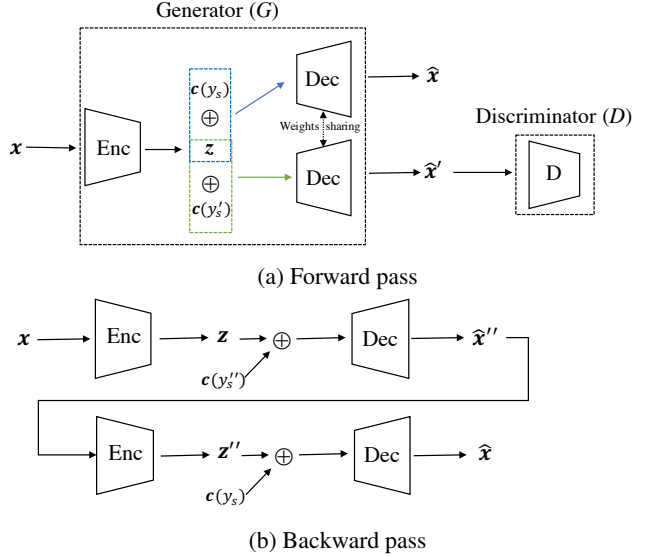 Generator (G)
c(y_s)
⊕
z
⊕
c(y_s′)
x
Enc
Dec
Weights sharing
Dec
x̂
x̂′
Discriminator (D)
D
(a) Forward pass
x
Enc
z
⊕
c(y_s′′)
Dec
x̂′′
Enc
z′′
⊕
c(y_s)
Dec
x̂
(b) Backward pass